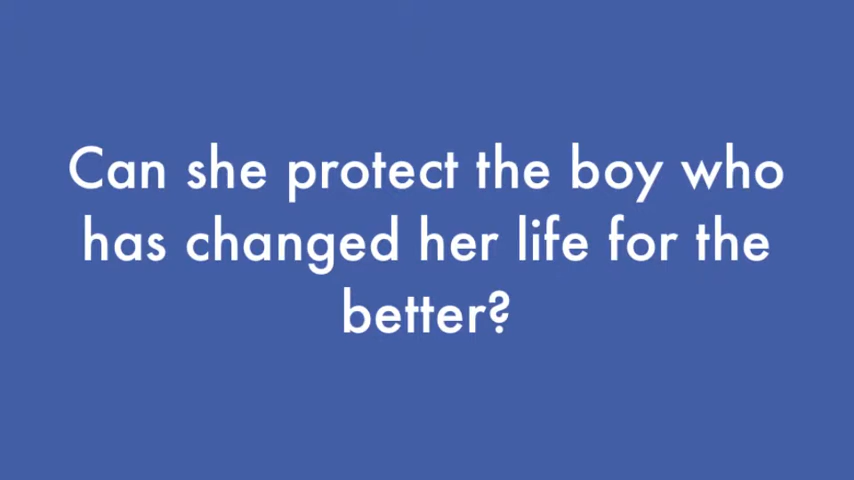 Can she protect the boy who
has changed her life for the
better?